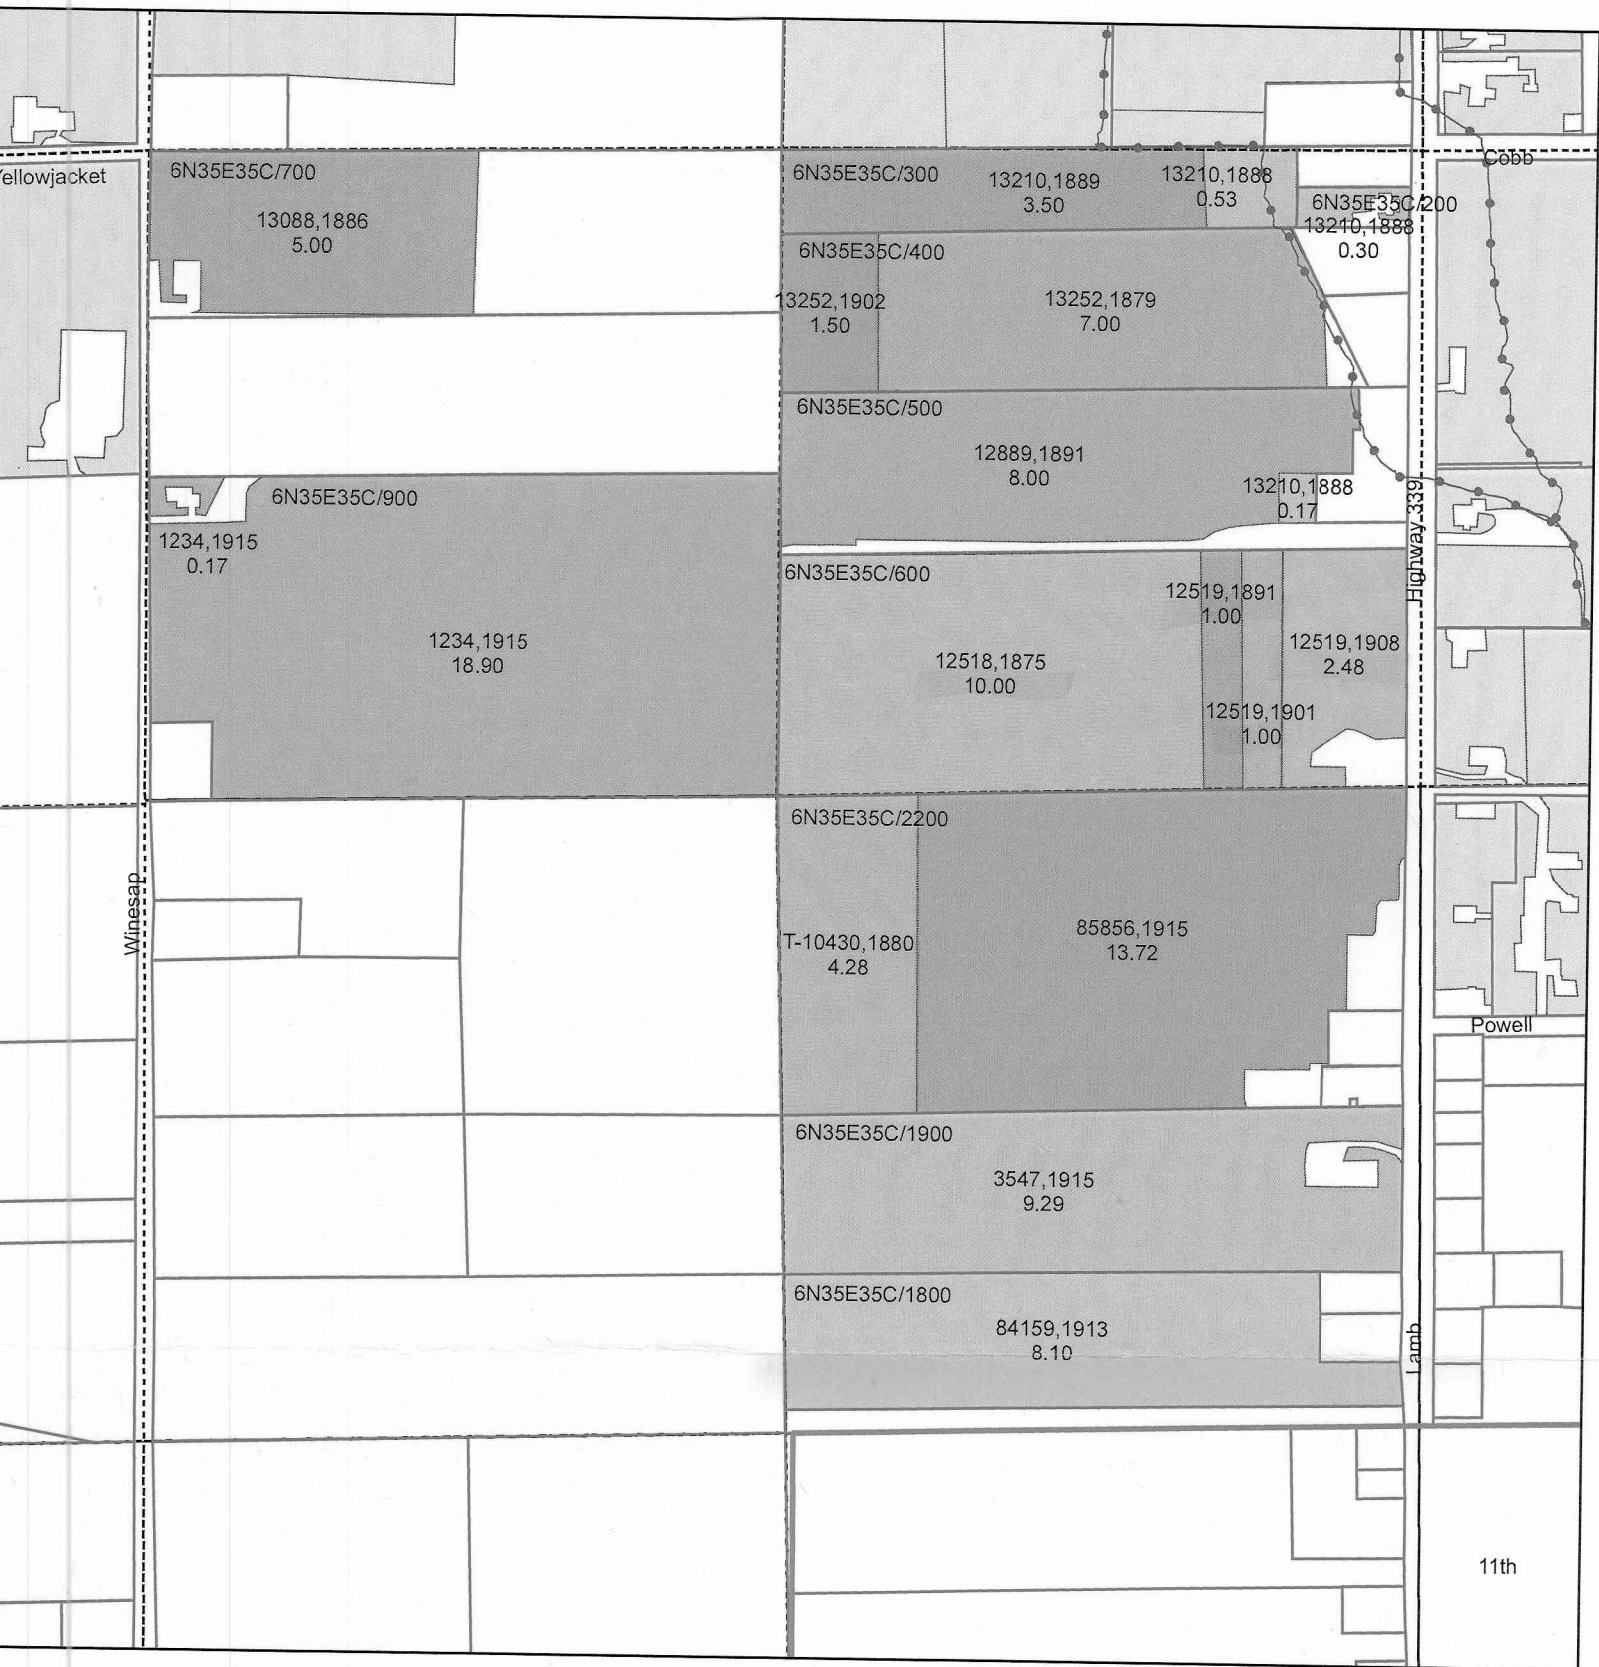 Cobb
Yellowjacket
6N35E35C/700
13088,1886
5.00
6N35E35C/300
13210,1889
3.50
13210,1888
0.53
6N35E35C/200
13210,1888
0.30
6N35E35C/400
13252,1902
1.50
13252,1879
7.00
6N35E35C/500
12889,1891
8.00
13210,1888
0.17
Highway 339
6N35E35C/900
1234,1915
0.17
1234,1915
18.90
6N35E35C/600
12518,1875
10.00
12519,1891
1.00
12519,1901
1.00
12519,1908
2.48
6N35E35C/2200
T-10430,1880
4.28
85856,1915
13.72
Winesap
Powell
6N35E35C/1900
3547,1915
9.29
6N35E35C/1800
84159,1913
8.10
Lamb
11th